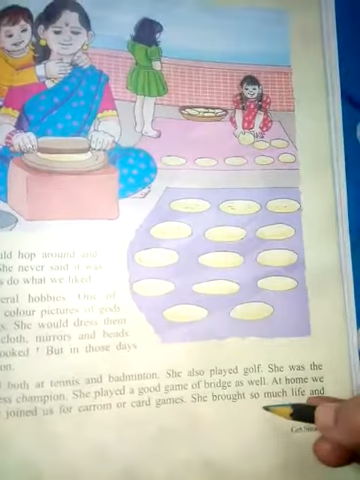 uld hop around and
She never said it was
s do what we liked.
eral hobbies. One of
colour pictures of gods
s. She would dress them
cloth, mirrors and beads
ooked ! But in those days
on.
both at tennis and badminton. She also played golf. She was the
ess champion. She played a good game of bridge as well. At home we
joined us for carrom or card games. She brought so much life and